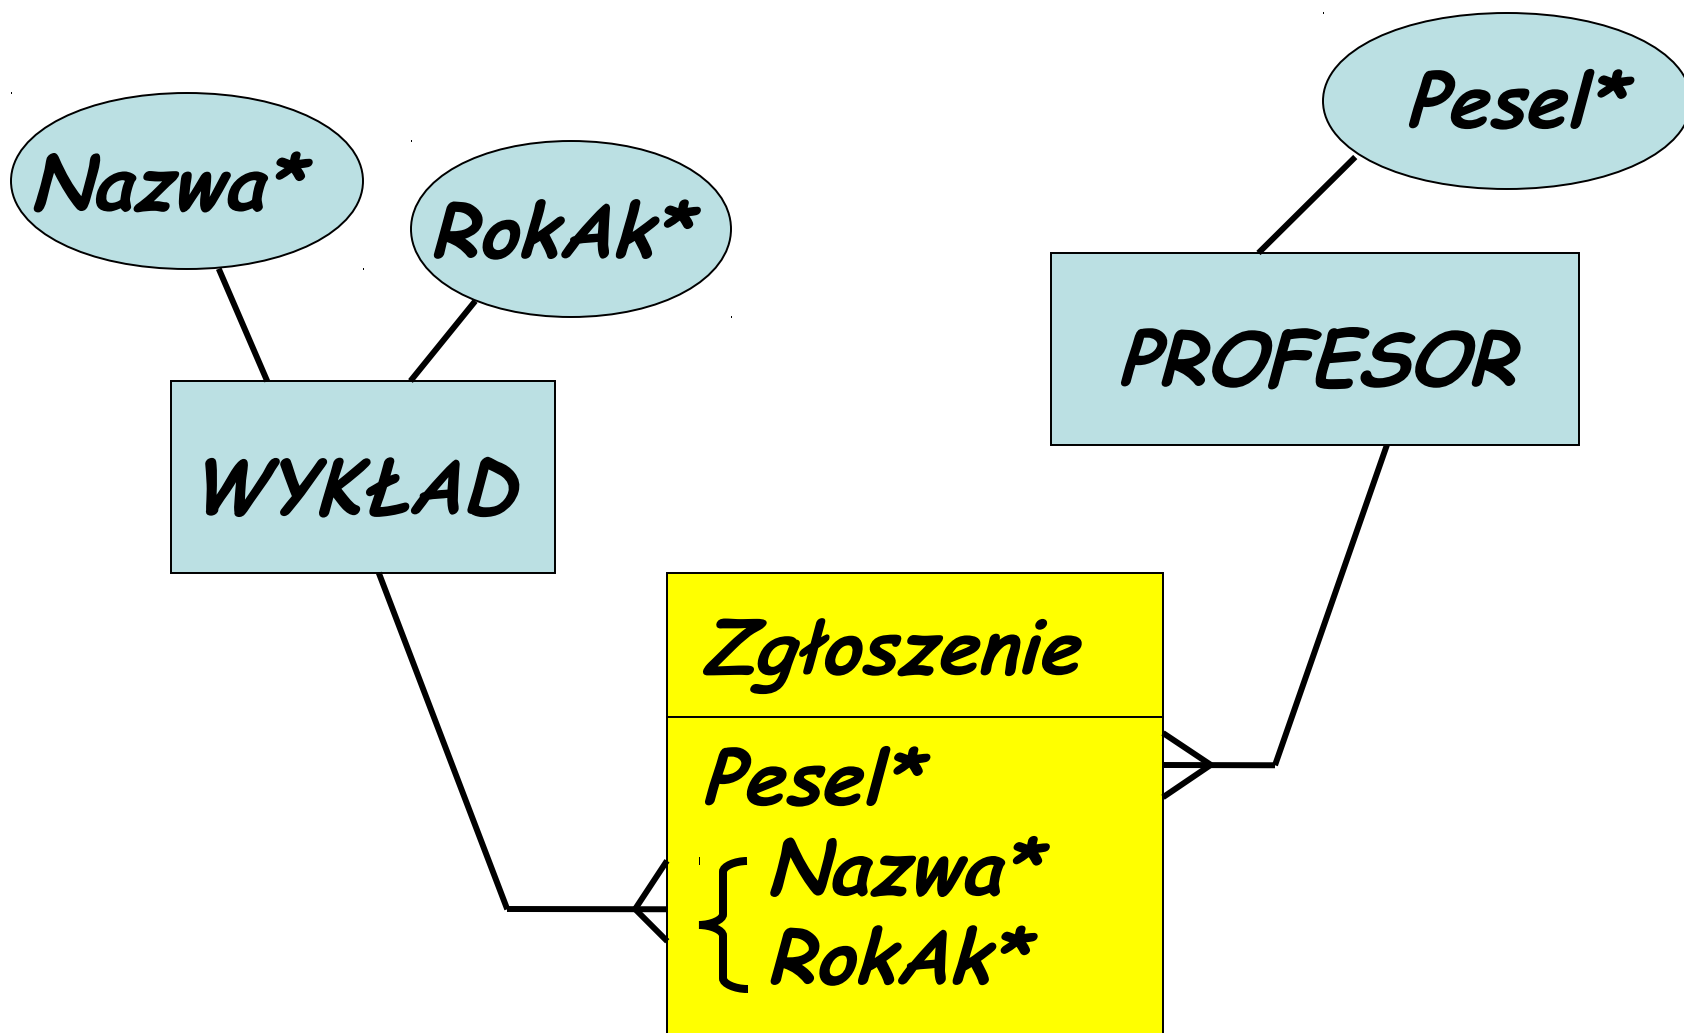 Pesel*
Nazwa*
RokAk*
PROFESOR
WYKŁAD
Zgłoszenie
Pesel*
Nazwa*
RokAk*